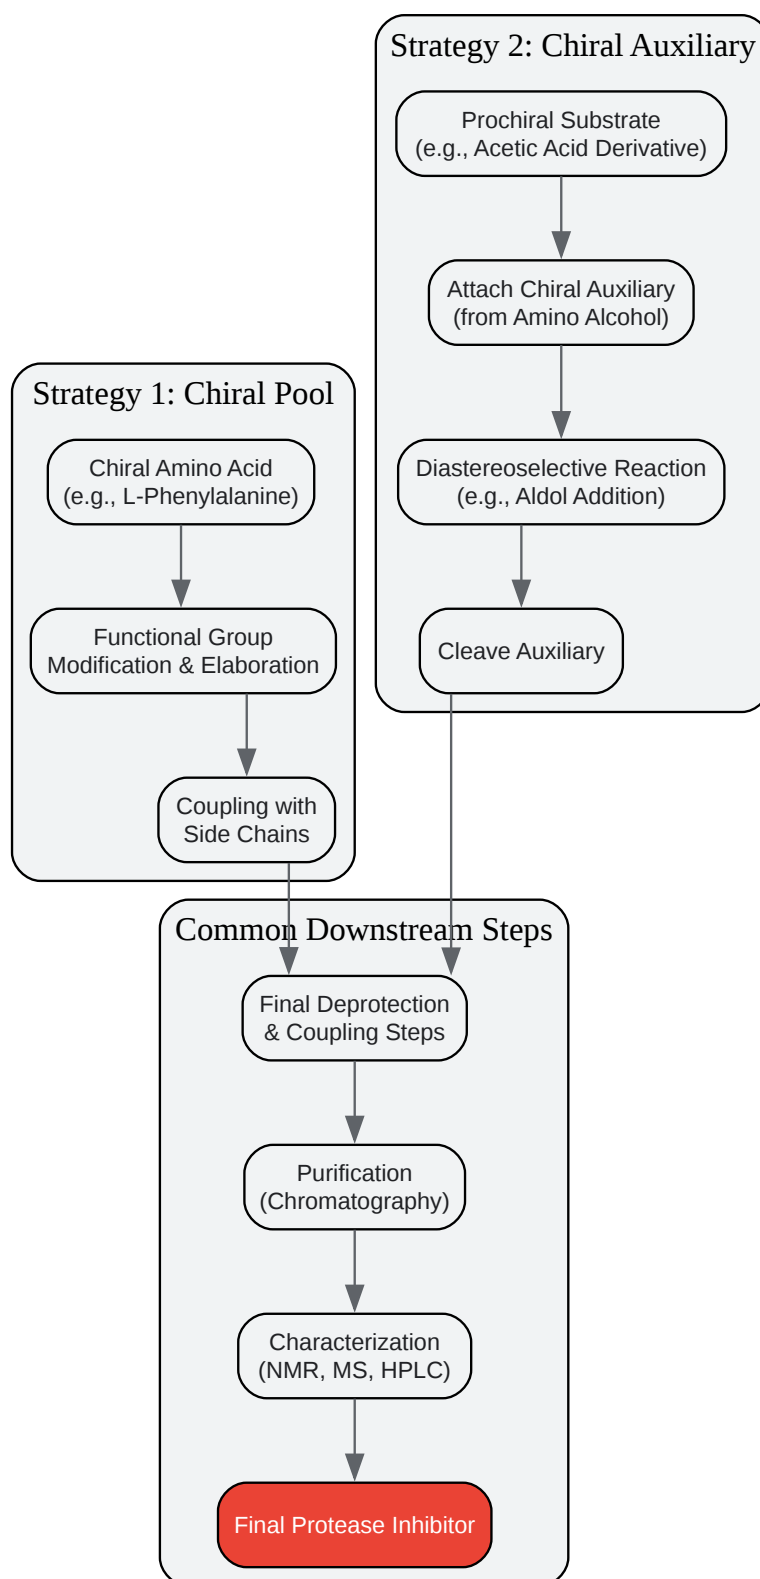 Strategy 2: Chiral Auxiliary
Prochiral Substrate
(e.g., Acetic Acid Derivative)
Attach Chiral Auxiliary
(from Amino Alcohol)
Diastereoselective Reaction
(e.g., Aldol Addition)
Cleave Auxiliary
Strategy 1: Chiral Pool
Chiral Amino Acid
(e.g., L-Phenylalanine)
Functional Group
Modification & Elaboration
Coupling with
Side Chains
Common Downstream Steps
Final Deprotection
& Coupling Steps
Purification
(Chromatography)
Characterization
(NMR, MS, HPLC)
Final Protease Inhibitor